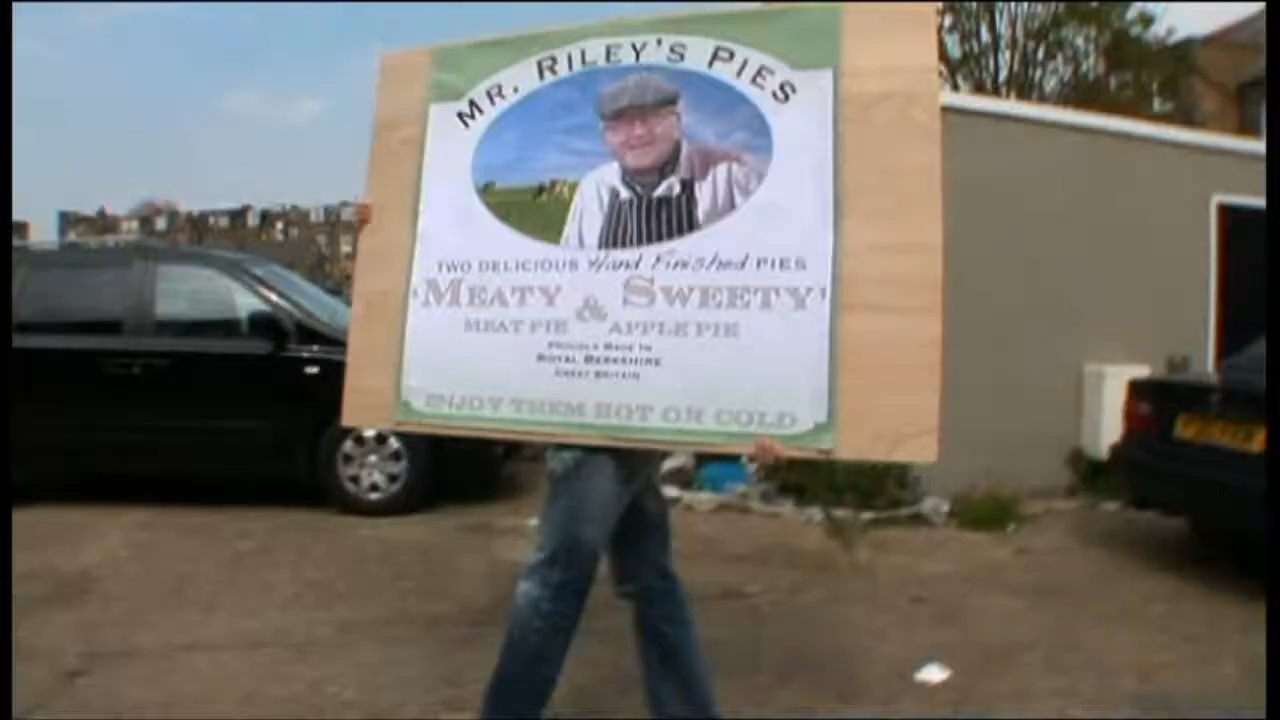 MR. RILEY'S PIES
TWO DELICIOUS Hand Finished PIES
'MEATY & SWEETY'
MEAT PIE APPLE PIE
PROUDLY MADE IN
ROYAL BERKSHIRE
GREAT BRITAIN
ENJOY THEM HOT OR COLD